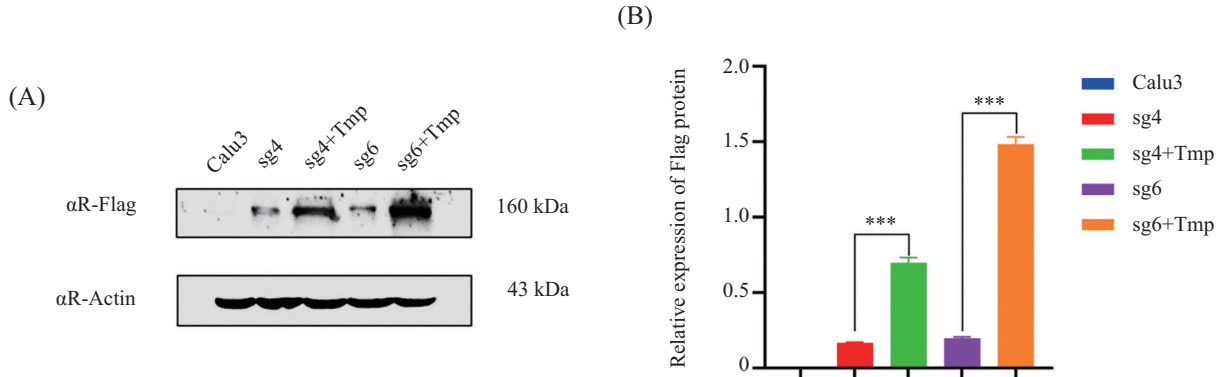 (A)
Calu3
sg4
sg4+Tmp
sg6
sg6+Tmp
αR-Flag
160 kDa
αR-Actin
43 kDa
(B)
Relative expression of Flag protein
2.0
1.5
1.0
0.5
0
***
***
Calu3
sg4
sg4+Tmp
sg6
sg6+Tmp